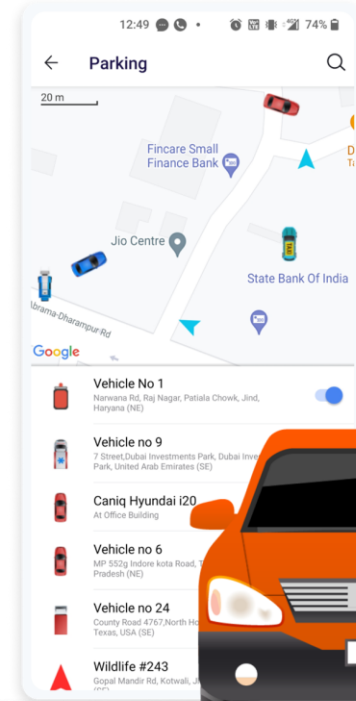 12:49
74%
Parking
20 m
Fincare Small
Finance Bank
D
Ta
Jio Centre
State Bank Of India
Abrama-Dharampur-Rd
Google
Vehicle No 1
Narwana Rd, Raj Nagar, Patiala Chowk, Jind,
Haryana (NE)
Vehicle no 9
7 Street,Dubai Investments Park, Dubai Inve
Park, United Arab Emirates (SE)
Caniq Hyundai i20
At Office Building
Vehicle no 6
MP 552g Indore kota Road, T
Pradesh (NE)
Vehicle no 24
County Road 4767,North Ho
Texas, USA (SE)
Wildlife #243
Gopal Mandir Rd, Kotwali, J